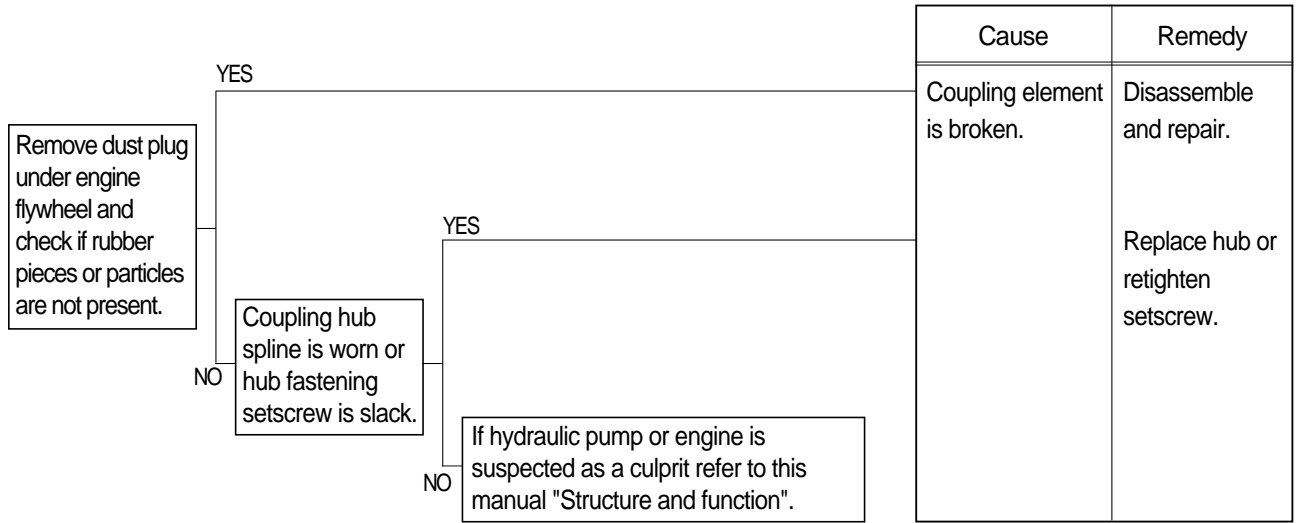 Cause
Remedy
YES
Coupling element
is broken.
Disassemble
and repair.
Remove dust plug
under engine
flywheel and
check if rubber
pieces or particles
are not present.
YES
Replace hub or
retighten
setscrew.
NO
Coupling hub
spline is worn or
hub fastening
setscrew is slack.
NO
If hydraulic pump or engine is
suspected as a culprit refer to this
manual "Structure and function".